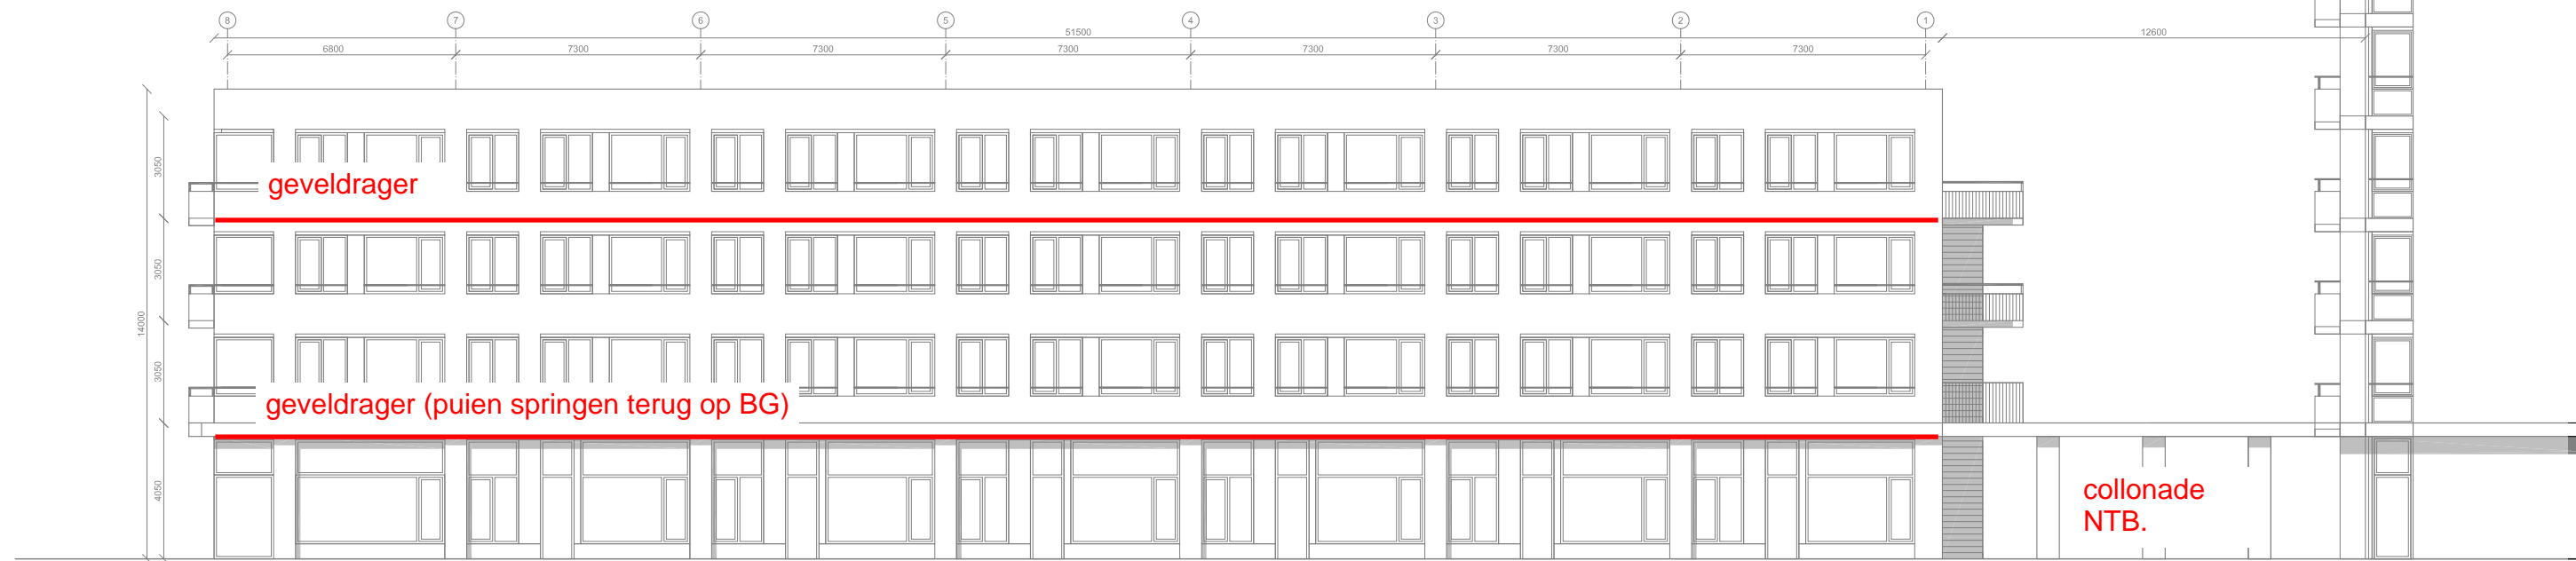 8 7 6 5 4 3 2 1
51500 12600
6800 7300 7300 7300 7300 7300 7300
3050
geveldrager
3050
14000
3050
geveldrager (puien springen terug op BG)
4050
collonade
NTB.